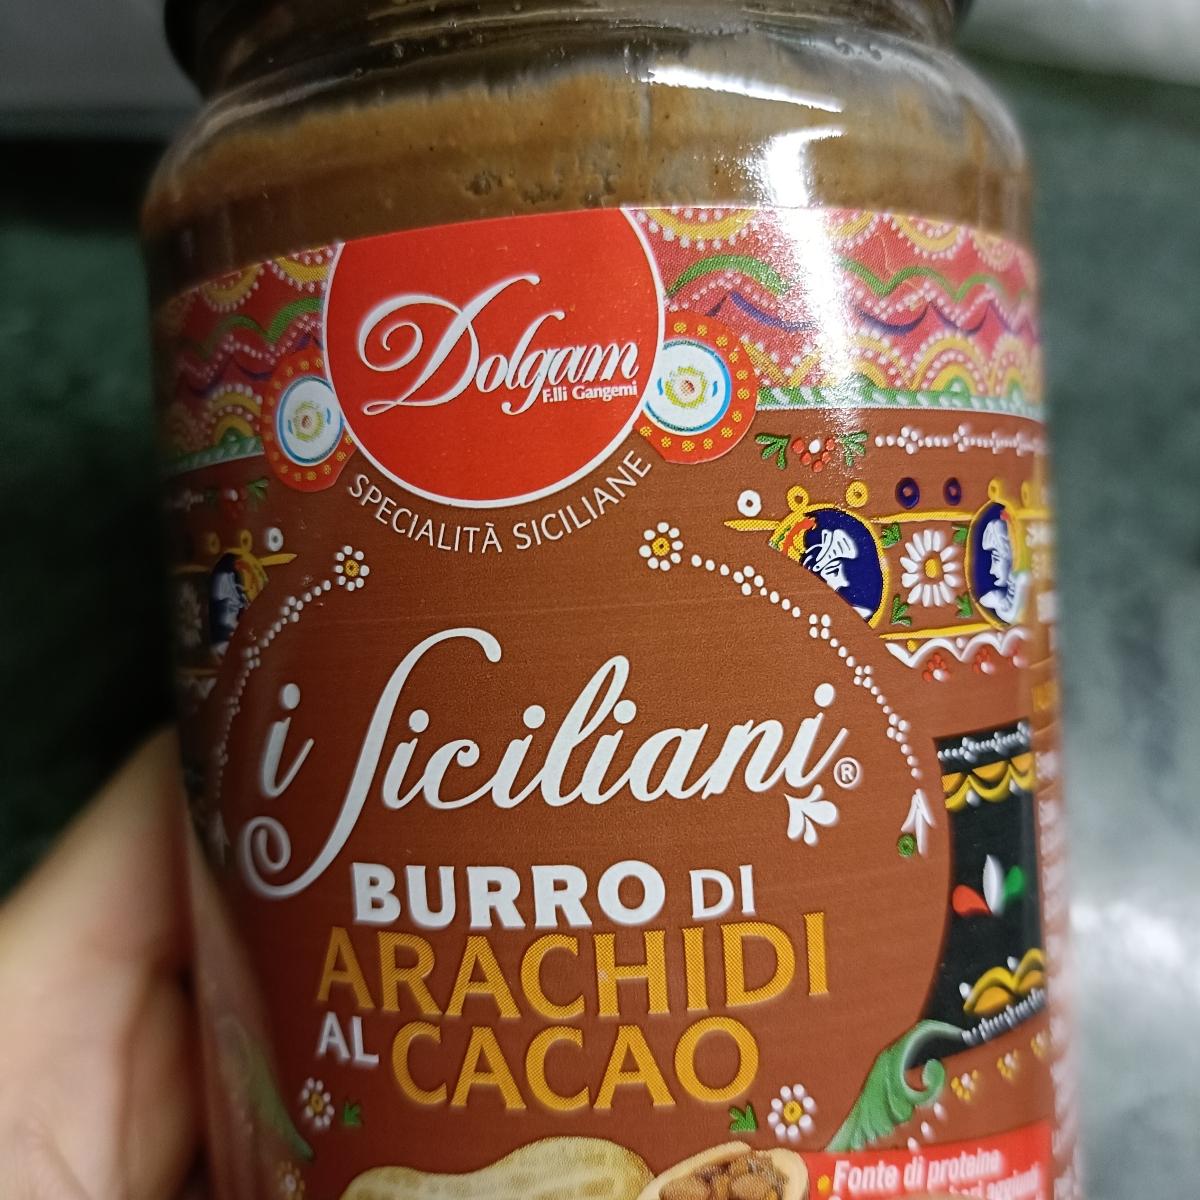 Dolgam
F.lli Gangemi
SPECIALITÀ SICILIANE
i Siciliani®
BURRO DI
ARACHIDI
AL CACAO
• Fonte di proteine